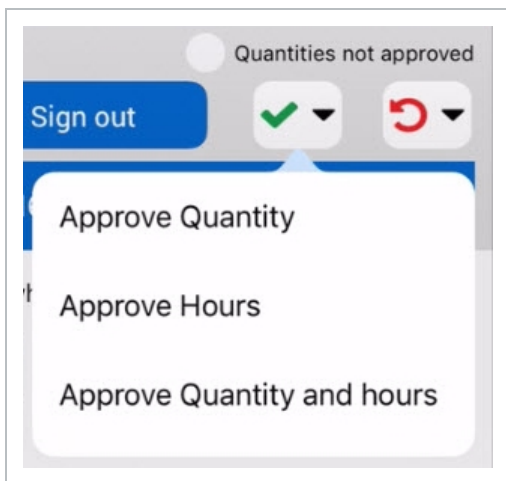 Quantities not approved
Sign out
Approve Quantity
Approve Hours
Approve Quantity and hours